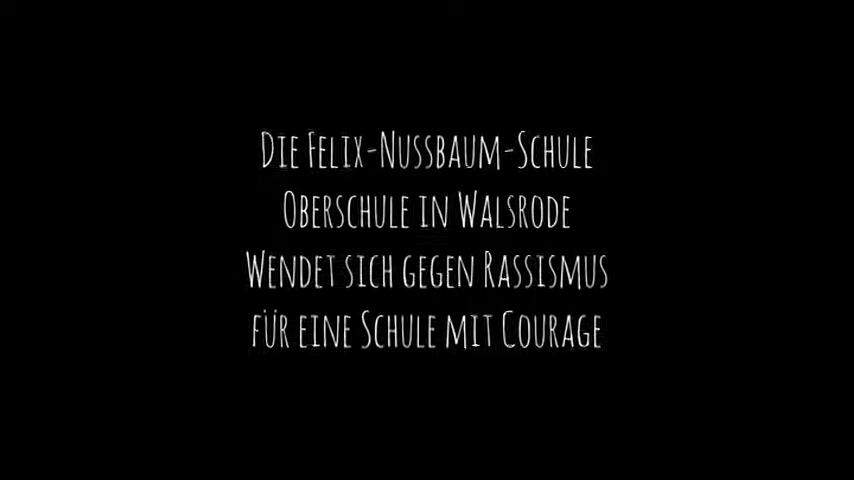 Die Felix-Nussbaum-Schule
Oberschule in Walsrode
Wendet sich gegen Rassismus
für eine Schule mit Courage